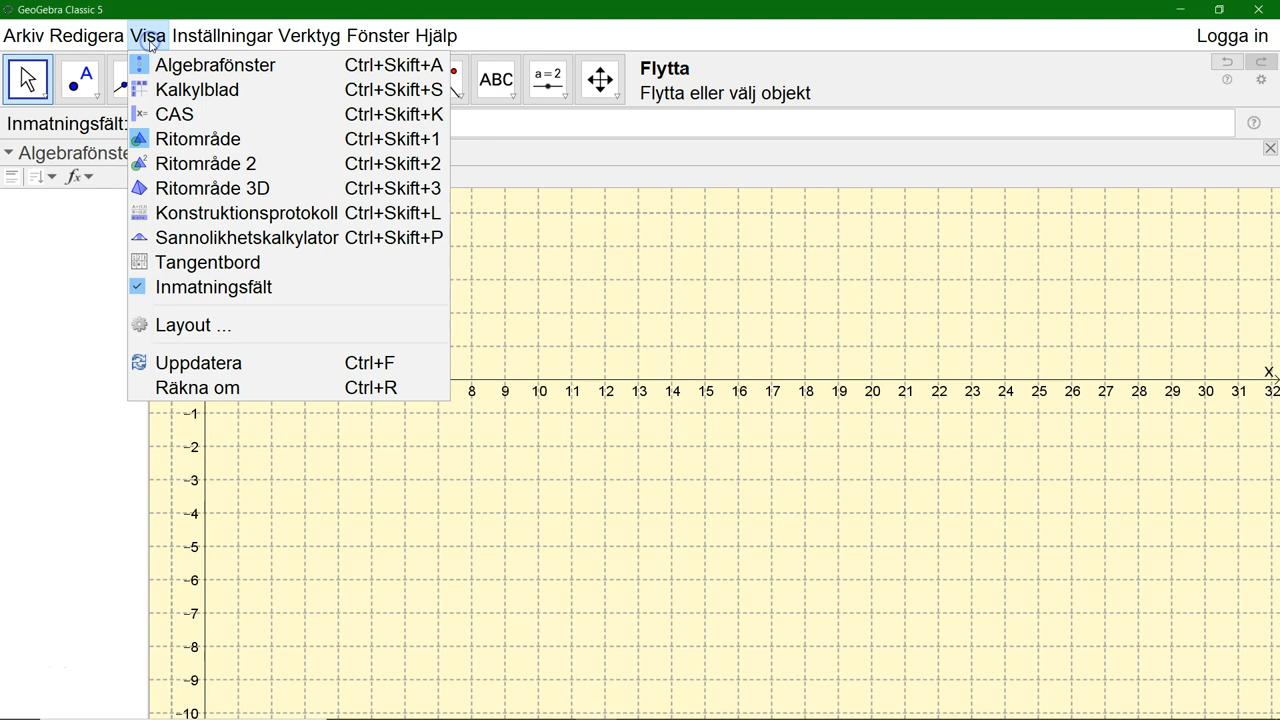 GeoGebra Classic 5
Arkiv Redigera Visa Inställningar Verktyg Fönster Hjälp Logga in
Algebrafönster Ctrl+Skift+A
Kalkylblad Ctrl+Skift+S
CAS Ctrl+Skift+K
Ritområde Ctrl+Skift+1
Ritområde 2 Ctrl+Skift+2
Ritområde 3D Ctrl+Skift+3
Konstruktionsprotokoll Ctrl+Skift+L
Sannolikhetskalkylator Ctrl+Skift+P
Tangentbord
Inmatningsfält
Layout ...
Uppdatera Ctrl+F
Räkna om Ctrl+R
A
ABC
a=2
Flytta
Flytta eller välj objekt
Inmatningsfält:
Algebrafönste
fx
x
8 9 10 11 12 13 14 15 16 17 18 19 20 21 22 23 24 25 26 27 28 29 30 31 32
-1
-2
-3
-4
-5
-6
-7
-8
-9
-10